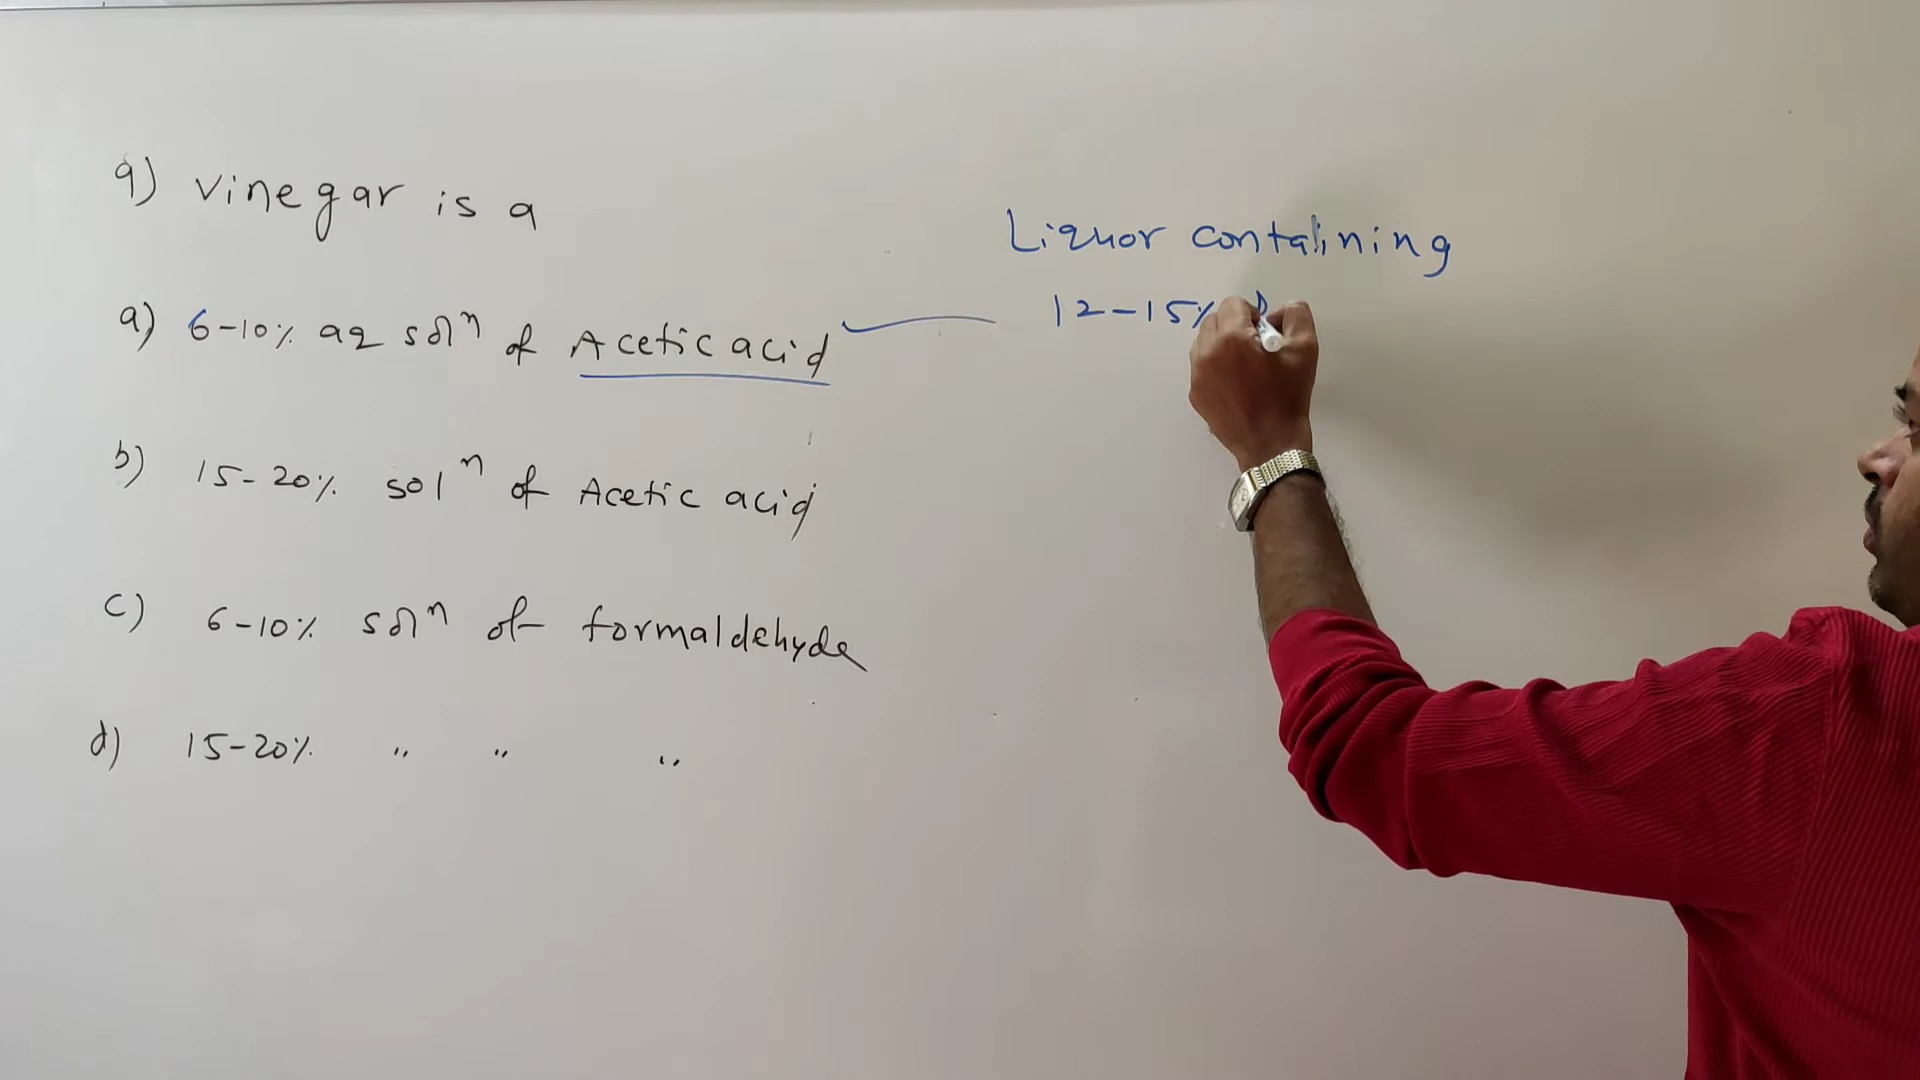 q) Vinegar is a
a) 6-10% aq solⁿ of Acetic acid
b) 15-20% solⁿ of Acetic acid
c) 6-10% solⁿ of formaldehyde
d) 15-20% " " "
Liquor containing
12-15%